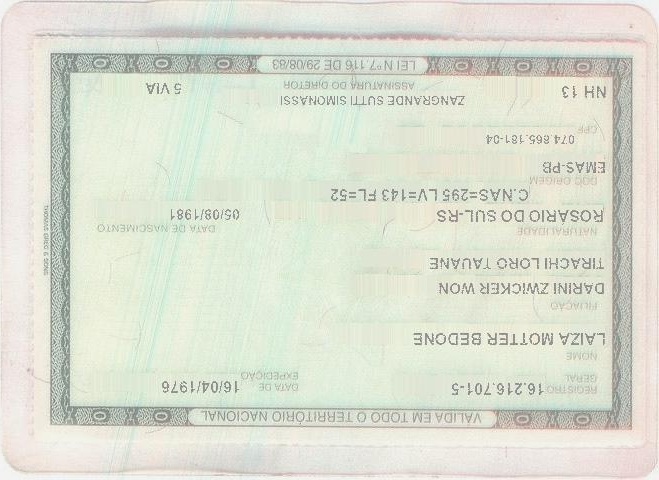 VALIDA EM TODO O TERRITÓRIO NACIONAL
REGISTRO GERAL 16.216.701-5 DATA DE EXPEDIÇÃO 16/04/1976
NOME
LAIZA MOTTER BEDONE
FILIAÇÃO
DARINI ZWICKER WON
TIRACHI LORO TAUANE
NATURALIDADE DATA DE NASCIMENTO
ROSARIO DO SUL-RS 05/08/1981
C.NAS=295 LV=143 FL=52
DOC ORIGEM
EMAS-PB
074.865.181-04
CPF
ZANGRANDE SUTTI SIMONASSI
NH 13 ASSINATURA DO DIRETOR 5 VIA
LEI Nº 7.116 DE 29/08/83
THOMAS GREG & SONS